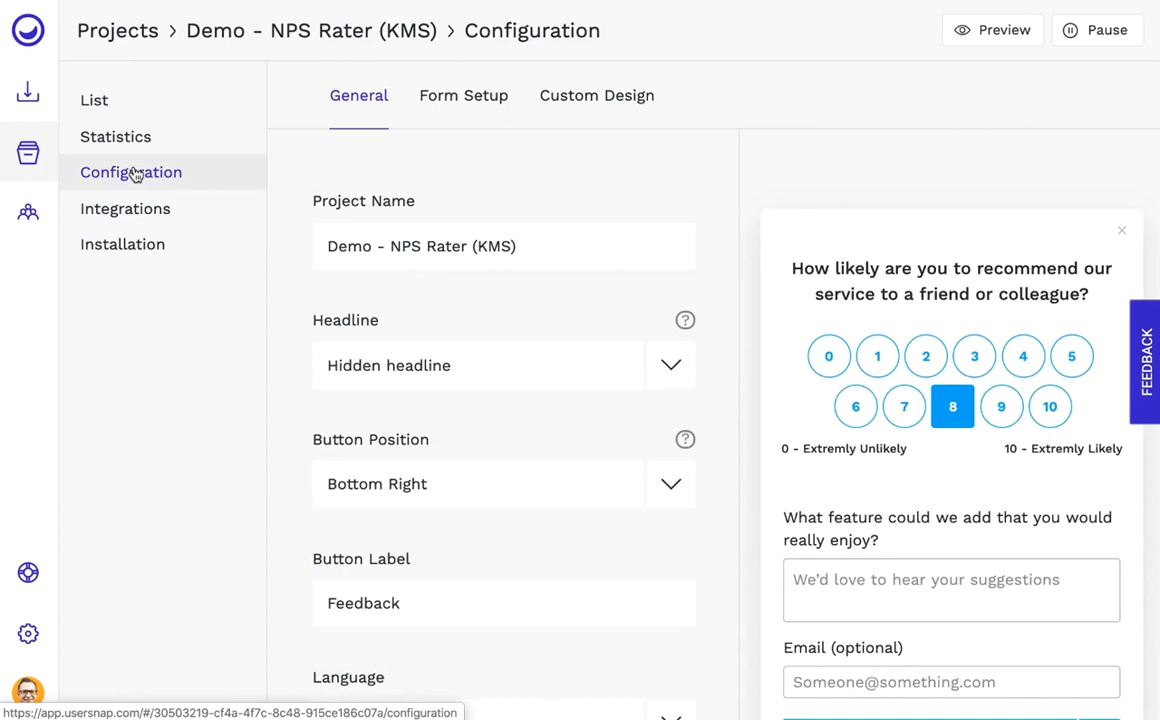 Projects > Demo - NPS Rater (KMS) > Configuration
Preview
Pause
List
Statistics
Configuration
Integrations
Installation
General
Form Setup
Custom Design
Project Name
Demo - NPS Rater (KMS)
Headline
?
Hidden headline
Button Position
?
Bottom Right
Button Label
Feedback
Language
How likely are you to recommend our
service to a friend or colleague?
0 1 2 3 4 5
6 7 8 9 10
0 - Extremly Unlikely
10 - Extremly Likely
What feature could we add that you would
really enjoy?
We'd love to hear your suggestions
Email (optional)
Someone@something.com
FEEDBACK
https://app.usersnap.com/#/30503219-cf4a-4f7c-8c48-915ce186c07a/configuration